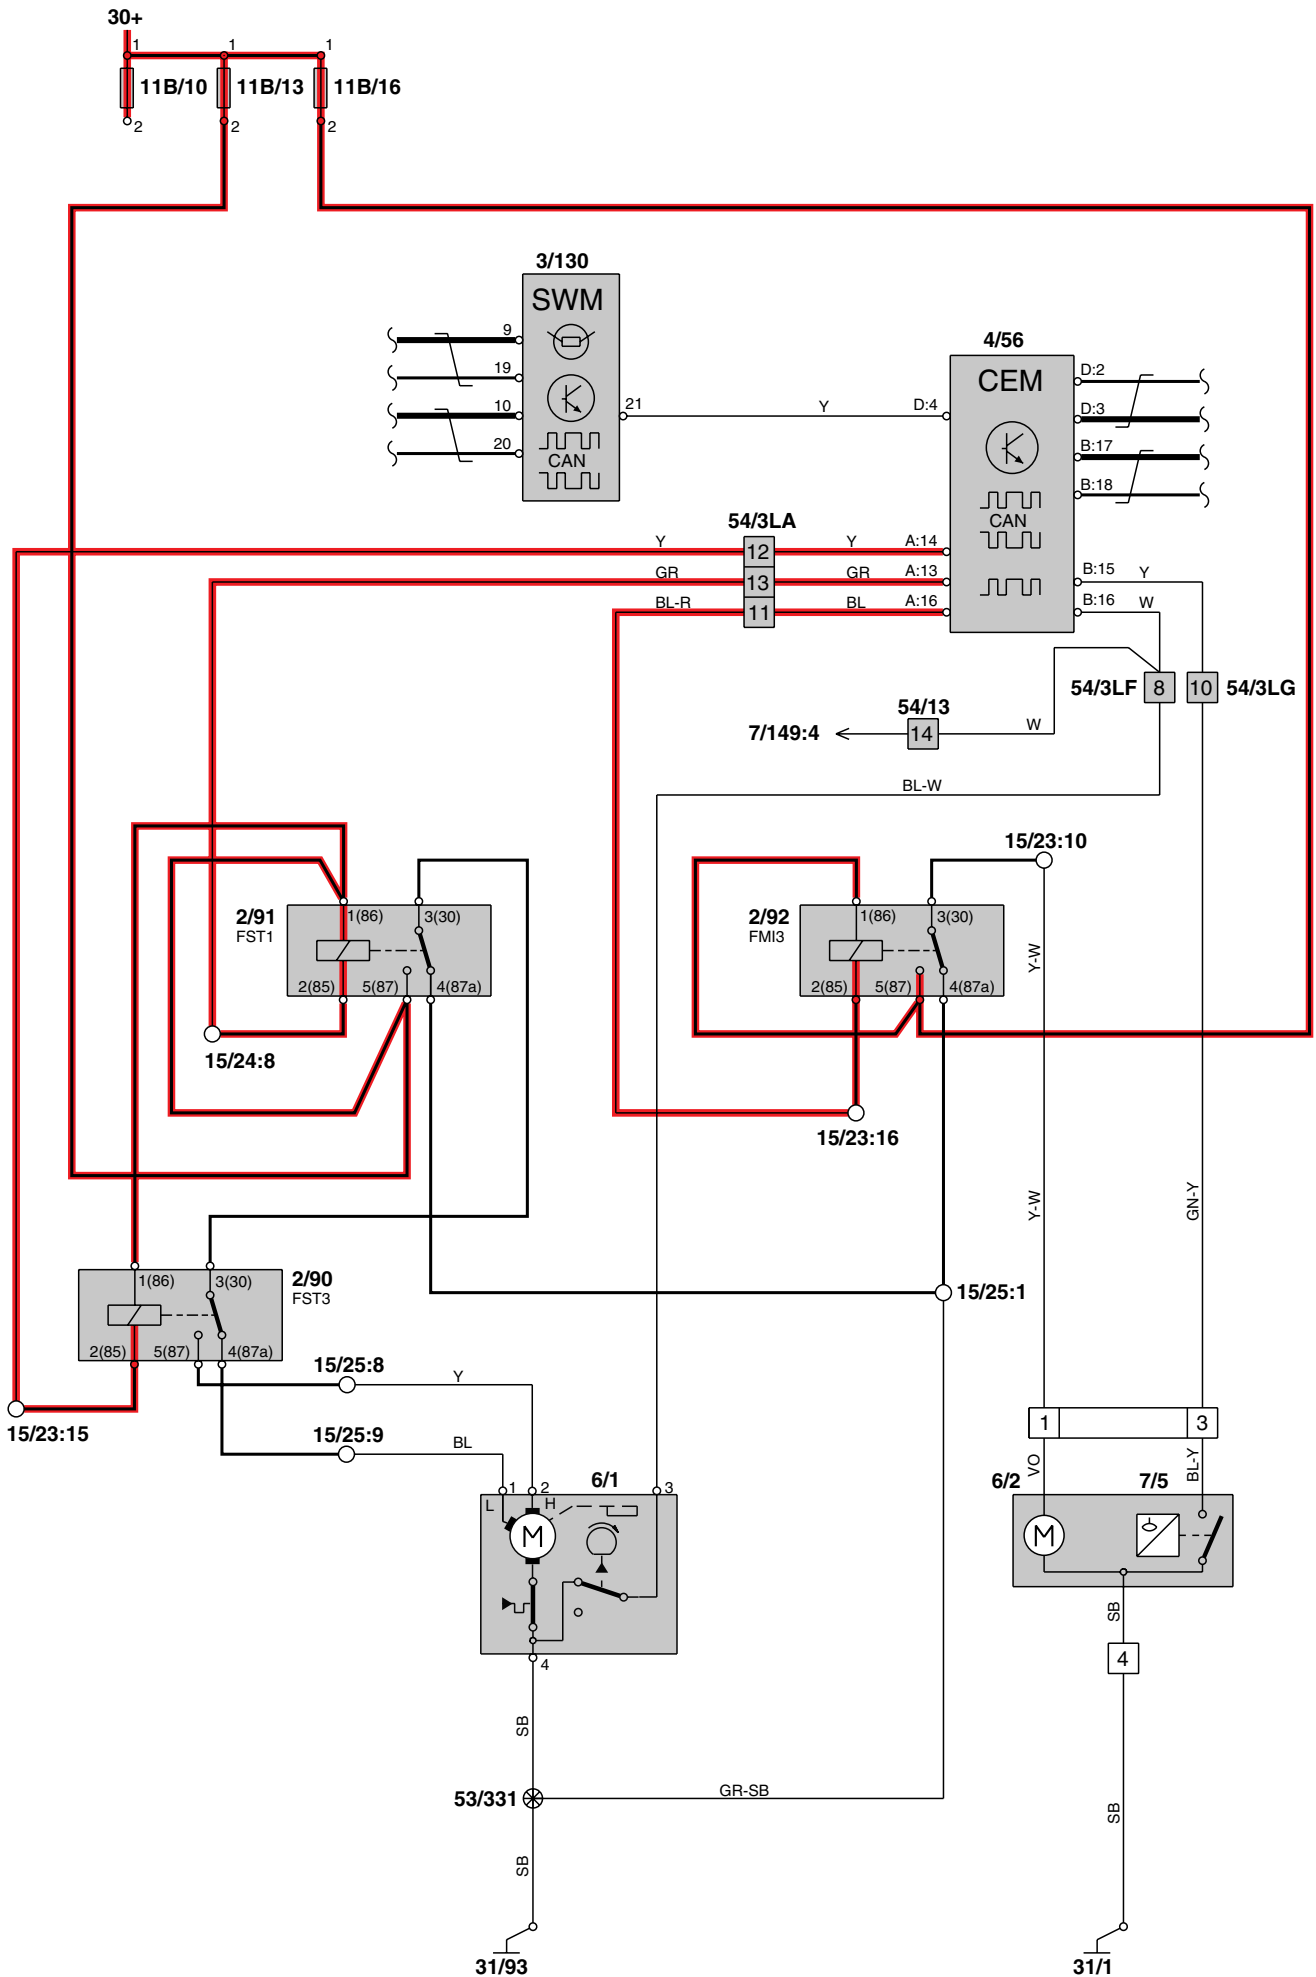 30+
1 1 1
11B/10 11B/13 11B/16
2 2 2
3/130
SWM
9
19
10
20
CAN
21 Y D:4
4/56
CEM
D:2
D:3
B:17
B:18
CAN
54/3LA
Y 12 Y A:14
GR 13 GR A:13
BL-R 11 BL A:16
B:15 Y
B:16 W
54/3LF 8 10 54/3LG
54/13
7/149:4 14 W
BL-W
15/23:10
2/91
FST1
1(86) 3(30)
2(85) 5(87) 4(87a)
2/92
FMI3
1(86) 3(30)
2(85) 5(87) 4(87a)
Y-W
15/24:8
15/23:16
Y-W
GN-Y
2/90
FST3
1(86) 3(30)
2(85) 5(87) 4(87a)
15/25:1
15/25:8
Y
15/23:15
15/25:9
BL
1 3
VO BL-Y
6/1
1 2 3
L H
M
4
6/2 7/5
M
SB
4
SB
53/331
GR-SB
SB
SB
31/93
31/1